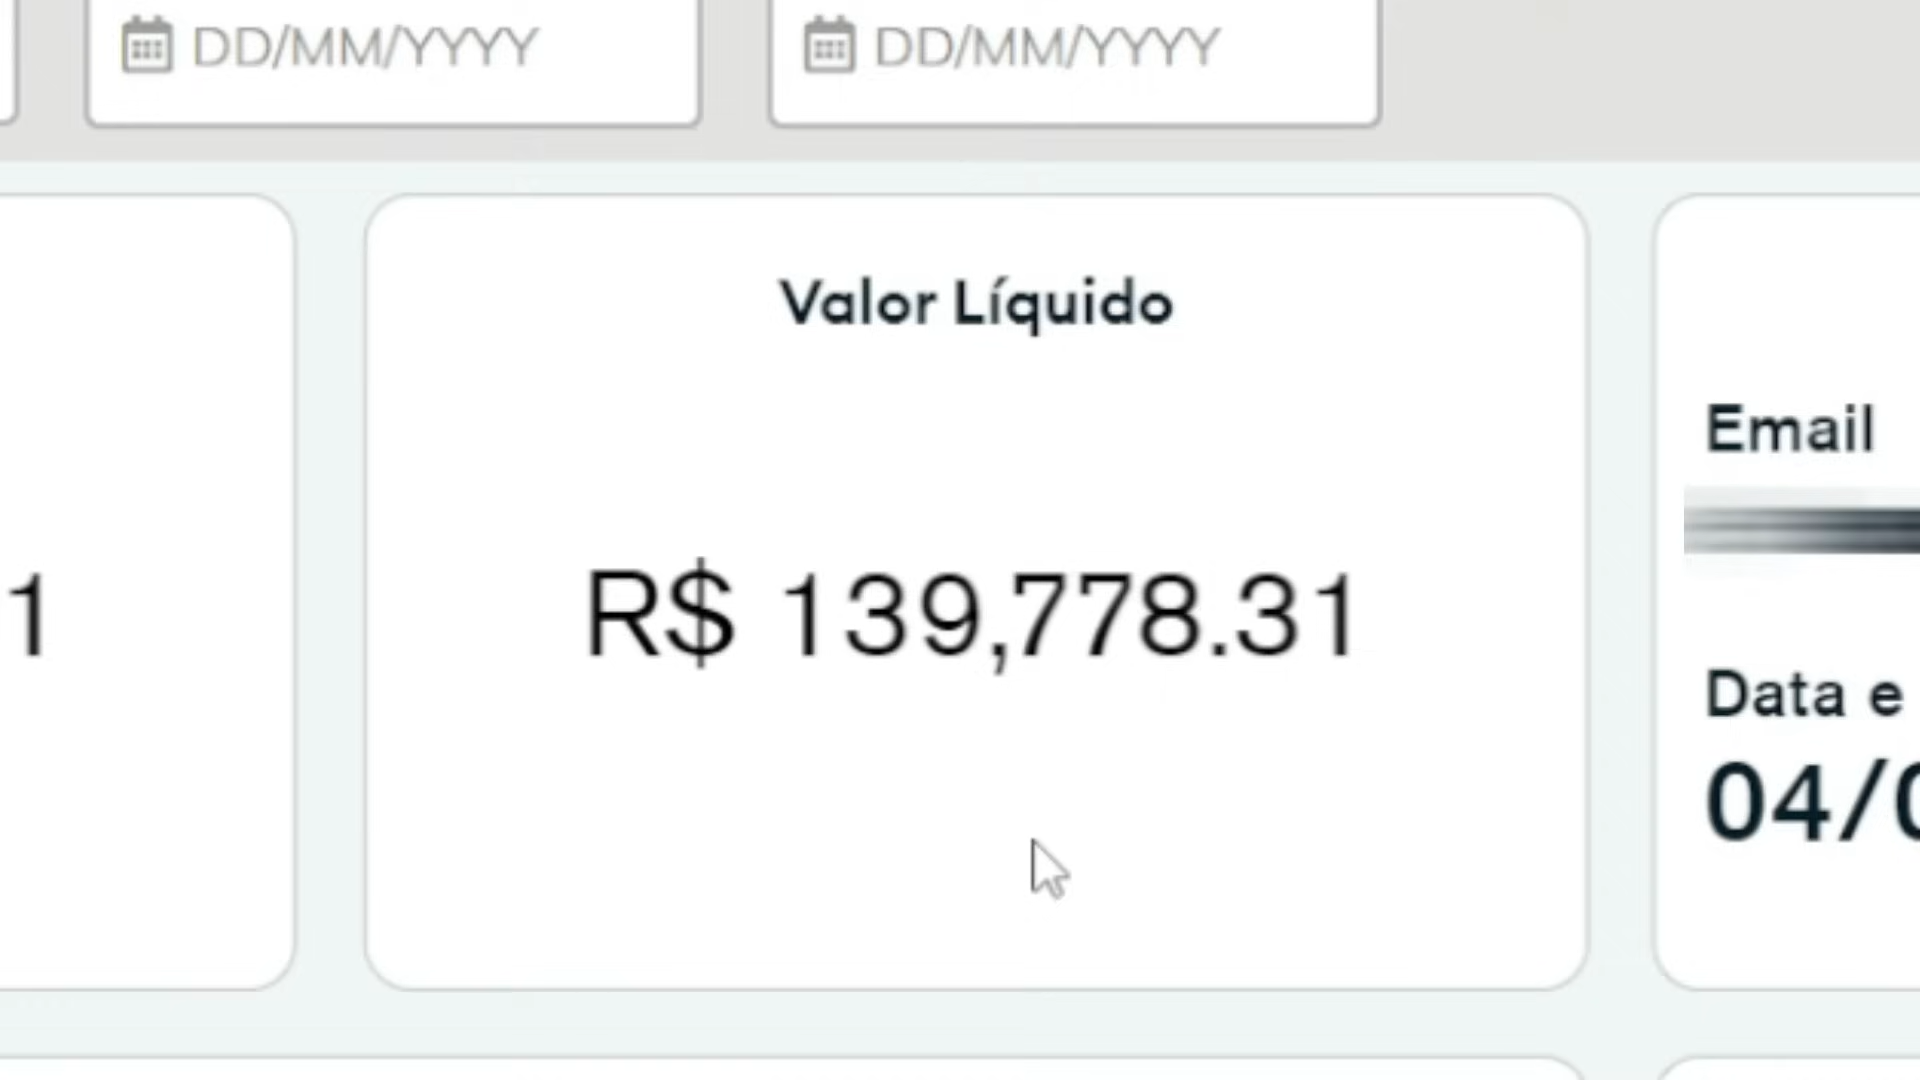 DD/MM/YYYY DD/MM/YYYY
Valor Líquido
1
R$ 139,778.31
Email
Data e
04/0